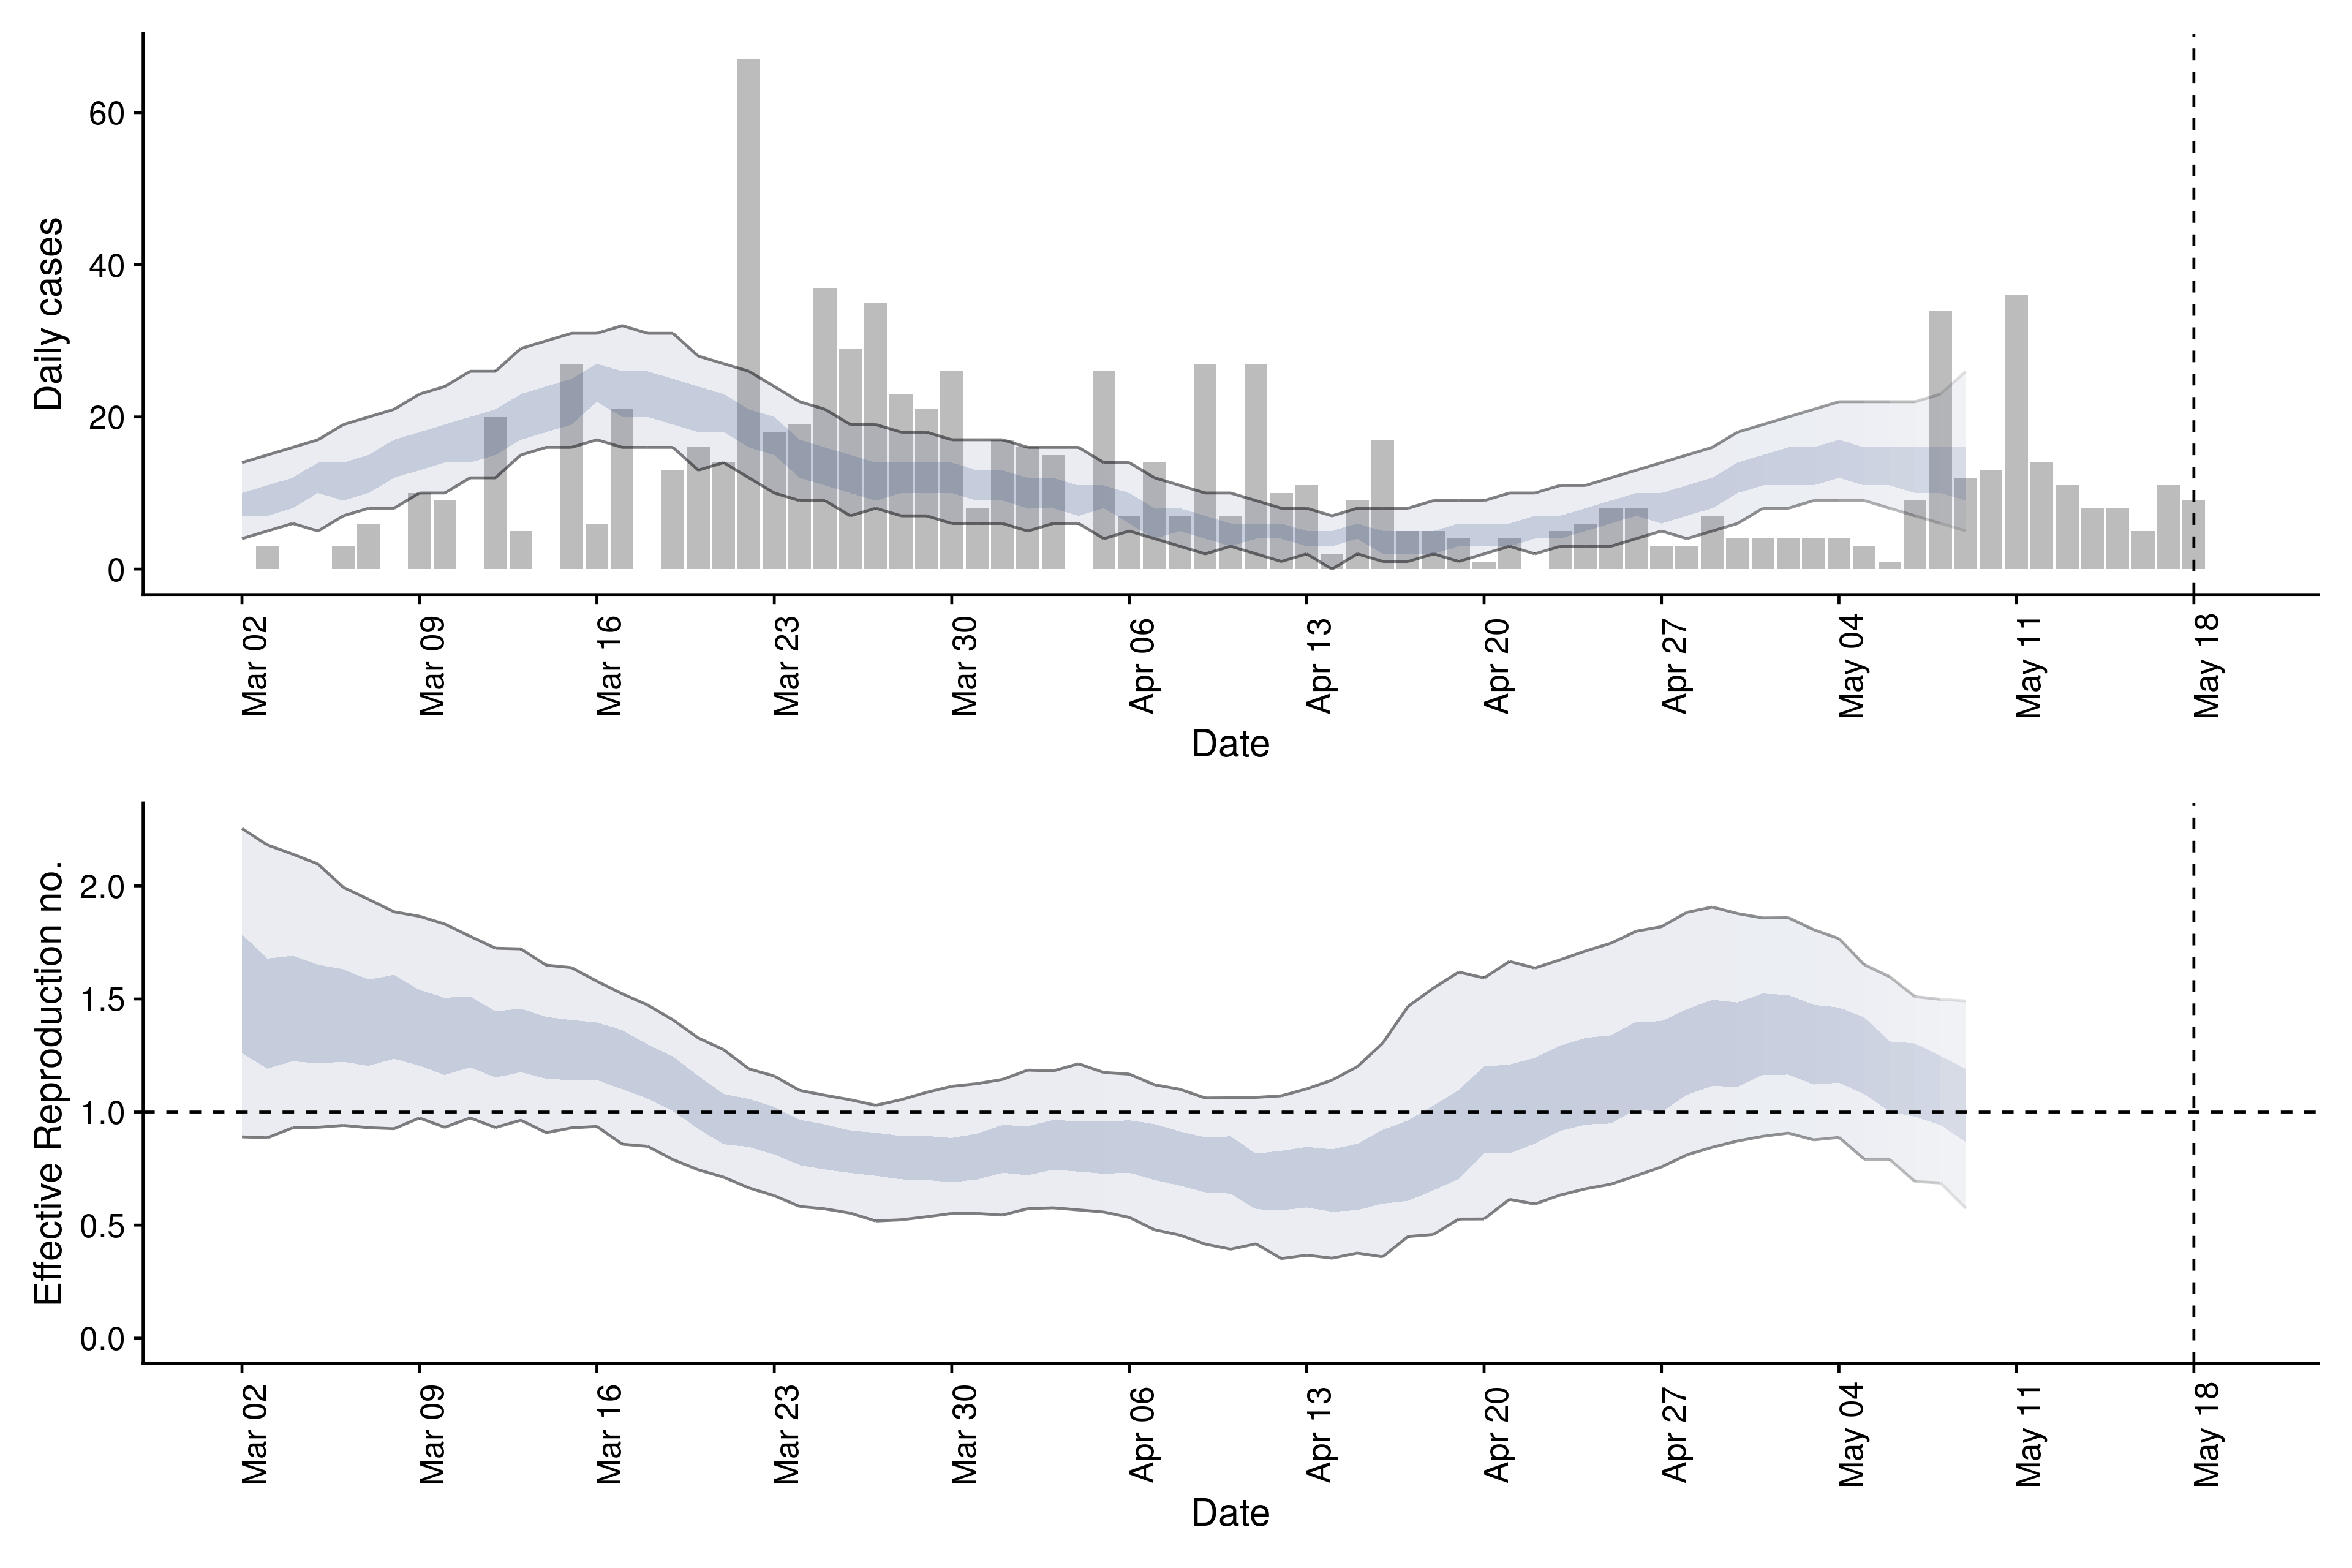 Daily cases
60
40
20
0
Mar 02
Mar 09
Mar 16
Mar 23
Mar 30
Apr 06
Apr 13
Apr 20
Apr 27
May 04
May 11
May 18
Date
Effective Reproduction no.
2.0
1.5
1.0
0.5
0.0
Mar 02
Mar 09
Mar 16
Mar 23
Mar 30
Apr 06
Apr 13
Apr 20
Apr 27
May 04
May 11
May 18
Date